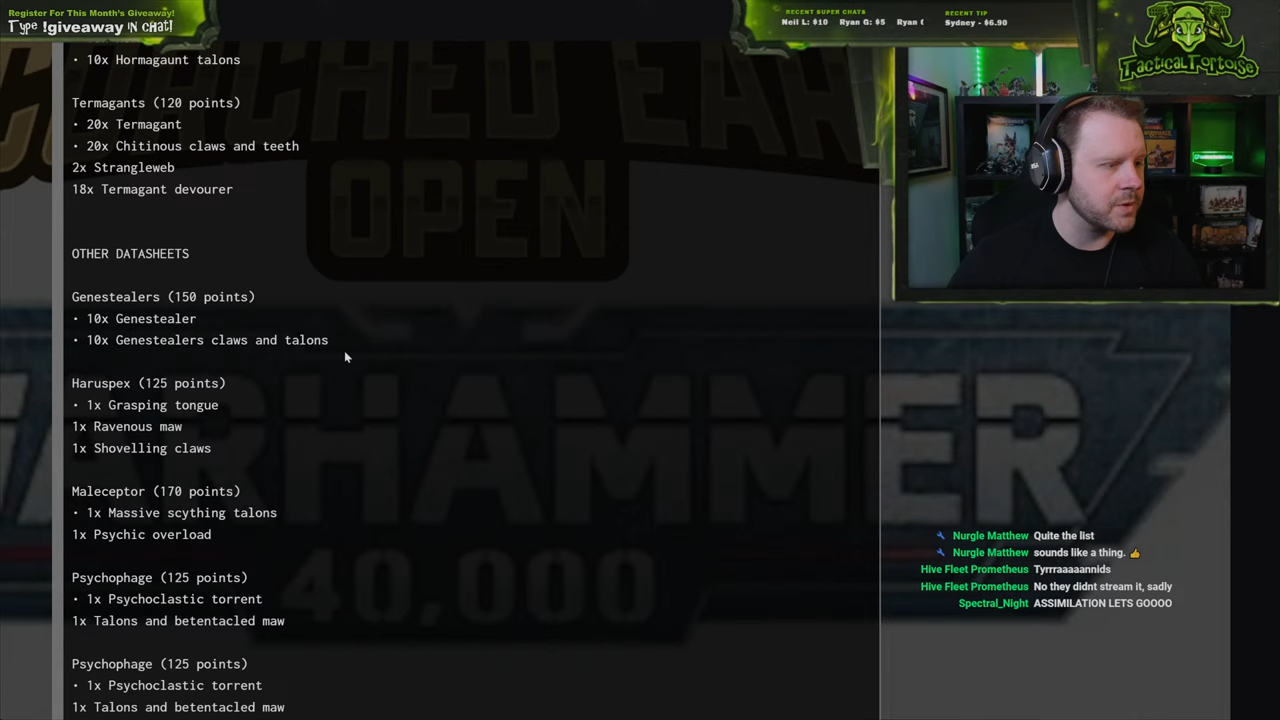 Register For This Month's Giveaway!
Type !giveaway in chat!
RECENT SUPER CHATS
Neil L: $10 Ryan G: $5 Ryan
RECENT TIP
Sydney - $6.90
TacticalTortoise
OPEN
WARHAMMER
40,000
• 10x Hormagaunt talons
Termagants (120 points)
• 20x Termagant
• 20x Chitinous claws and teeth
2x Strangleweb
18x Termagant devourer
OTHER DATASHEETS
Genestealers (150 points)
• 10x Genestealer
• 10x Genestealers claws and talons
Haruspex (125 points)
• 1x Grasping tongue
1x Ravenous maw
1x Shovelling claws
Maleceptor (170 points)
• 1x Massive scything talons
1x Psychic overload
Psychophage (125 points)
• 1x Psychoclastic torrent
1x Talons and betentacled maw
Psychophage (125 points)
• 1x Psychoclastic torrent
1x Talons and betentacled maw
Nurgle Matthew Quite the list
Nurgle Matthew sounds like a thing. 👍
Hive Fleet Prometheus Tyrrraaaaannids
Hive Fleet Prometheus No they didnt stream it, sadly
Spectral_Night ASSIMILATION LETS GOOOO